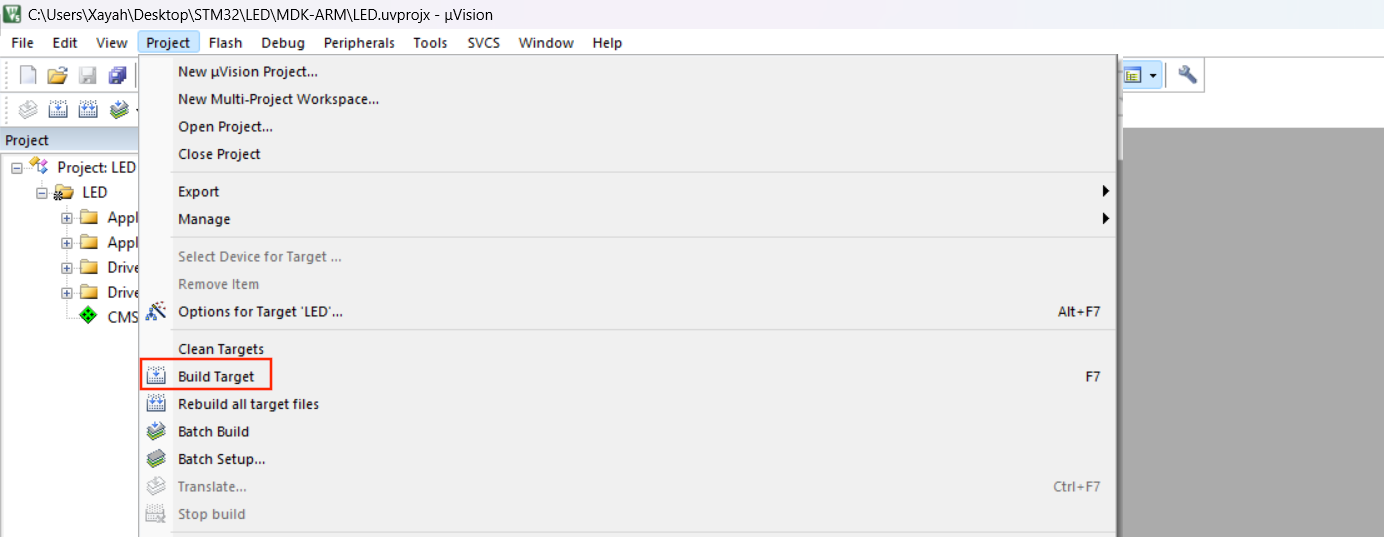 C:\Users\Xayah\Desktop\STM32\LED\MDK-ARM\LED.uvprojx - µVision
File Edit View Project Flash Debug Peripherals Tools SVCS Window Help
New µVision Project...
New Multi-Project Workspace...
Open Project...
Close Project
Project
Project: LED
LED
Appl
Appl
Drive
Drive
CMS
Export
Manage
Select Device for Target ...
Remove Item
Options for Target 'LED'... Alt+F7
Clean Targets
Build Target F7
Rebuild all target files
Batch Build
Batch Setup...
Translate... Ctrl+F7
Stop build